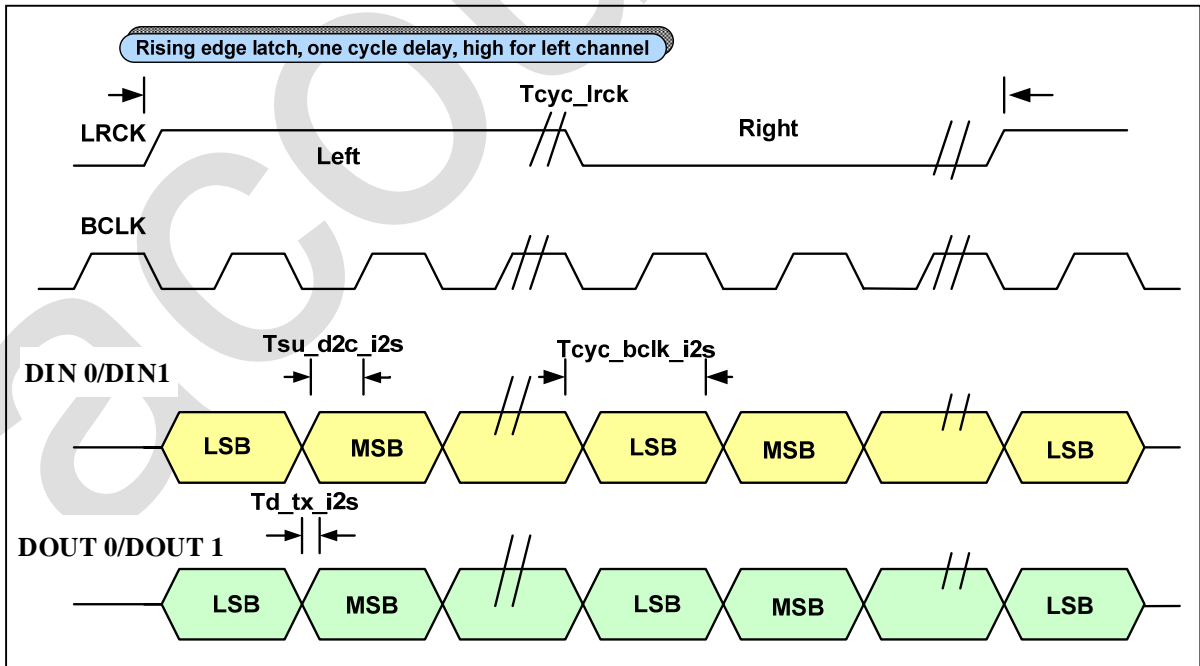 Rising edge latch, one cycle delay, high for left channel
Tcyc_lrck
LRCK
Left
Right
BCLK
Tsu_d2c_i2s
Tcyc_bclk_i2s
DIN 0/DIN1
LSB
MSB
LSB
MSB
LSB
Td_tx_i2s
DOUT 0/DOUT 1
LSB
MSB
LSB
MSB
LSB